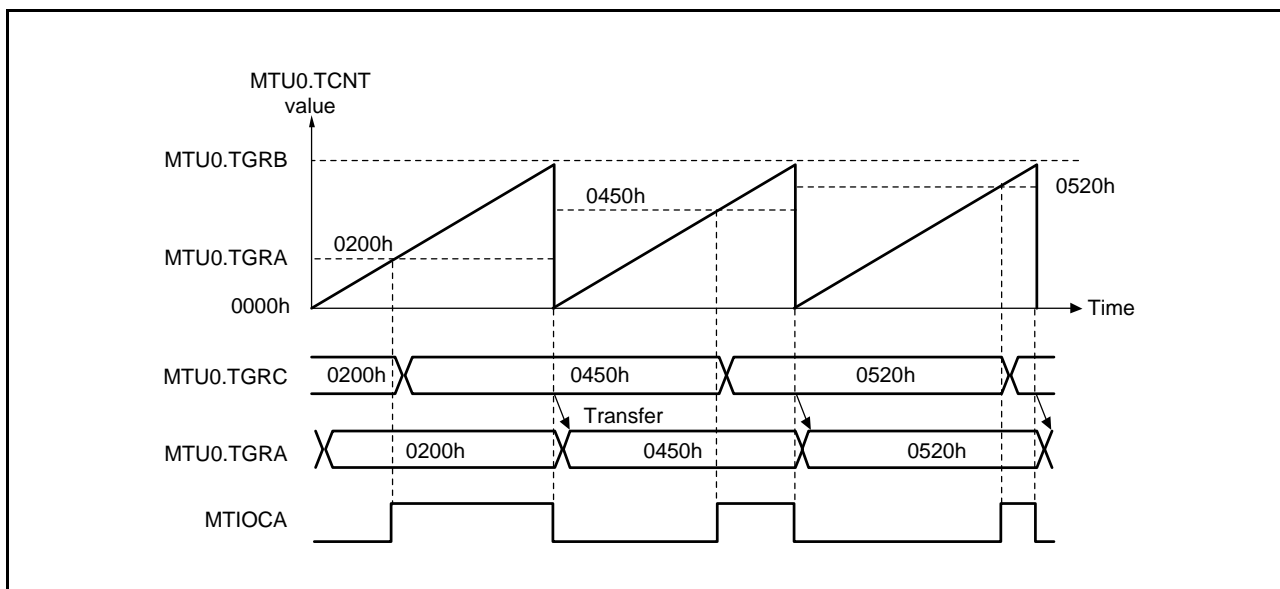 MTU0.TCNT
value
MTU0.TGRB
0520h
0450h
0200h
MTU0.TGRA
0000h
Time
MTU0.TGRC 0200h 0450h 0520h
Transfer
MTU0.TGRA 0200h 0450h 0520h
MTIOCA